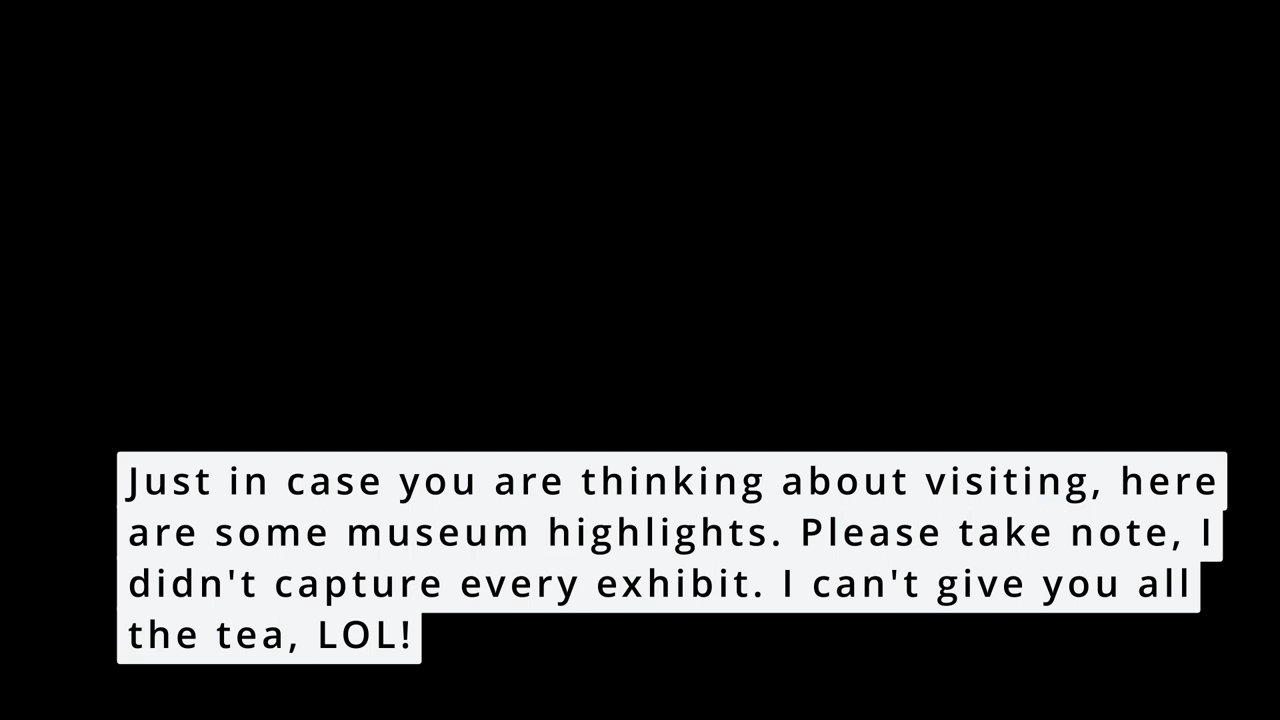 Just in case you are thinking about visiting, here
are some museum highlights. Please take note, I
didn't capture every exhibit. I can't give you all
the tea, LOL!